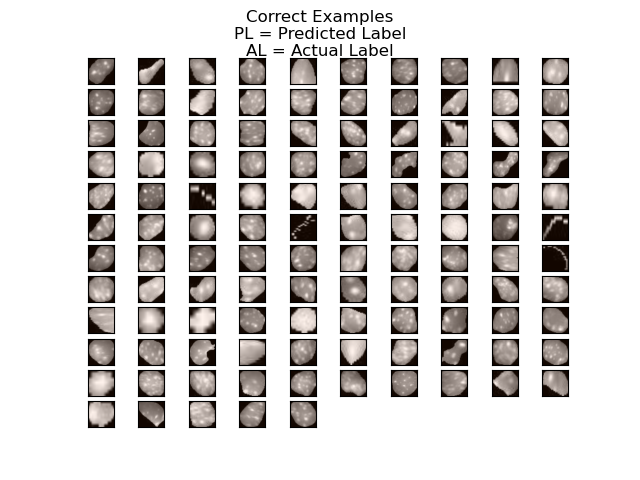 Correct Examples
PL = Predicted Label
AL = Actual Label